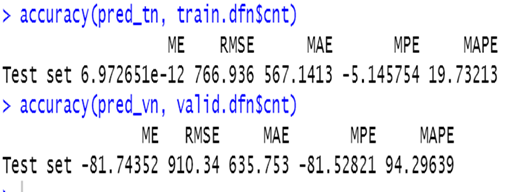 > accuracy(pred_tn, train.dfn$cnt)
ME RMSE MAE MPE MAPE
Test set 6.972651e-12 766.936 567.1413 -5.145754 19.73213
> accuracy(pred_vn, valid.dfn$cnt)
ME RMSE MAE MPE MAPE
Test set -81.74352 910.34 635.753 -81.52821 94.29639